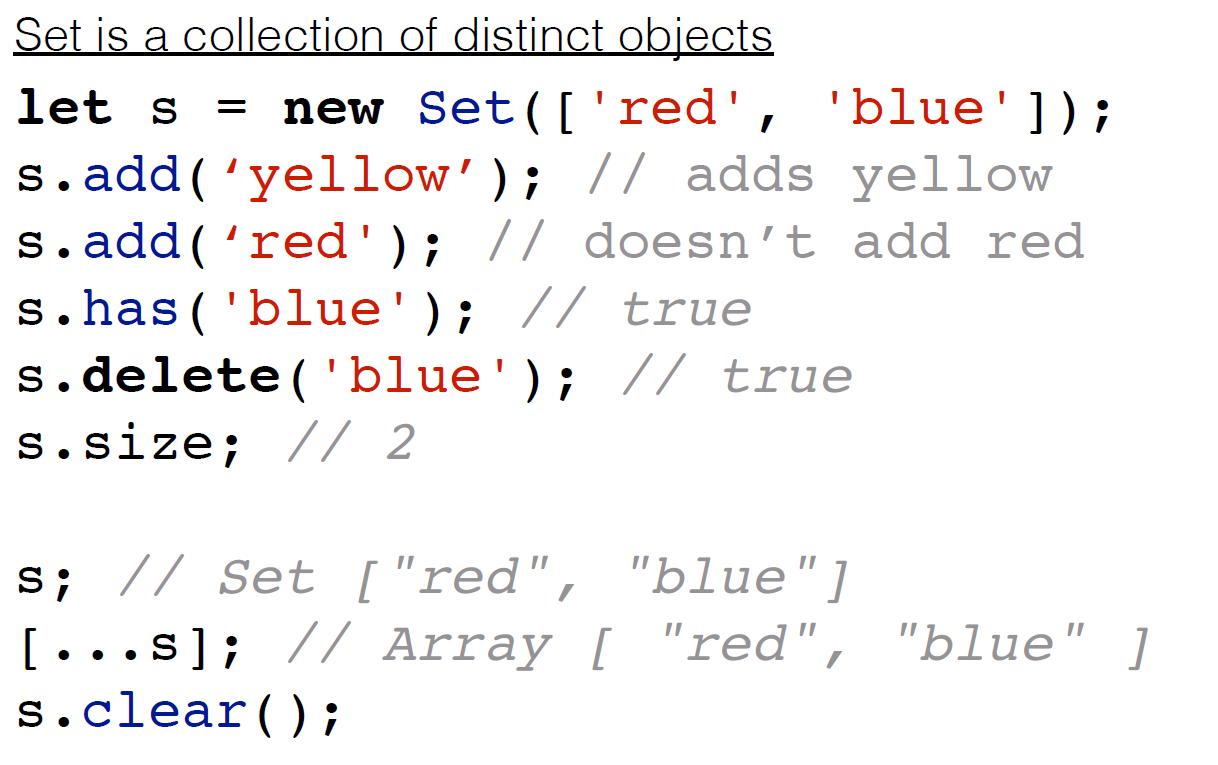 Set is a collection of distinct objects
let s = new Set(['red', 'blue']);
s.add(‘yellow’); // adds yellow
s.add(‘red'); // doesn’t add red
s.has('blue'); // true
s.delete('blue'); // true
s.size; // 2
s; // Set ["red", "blue"]
[...s]; // Array [ "red", "blue" ]
s.clear();